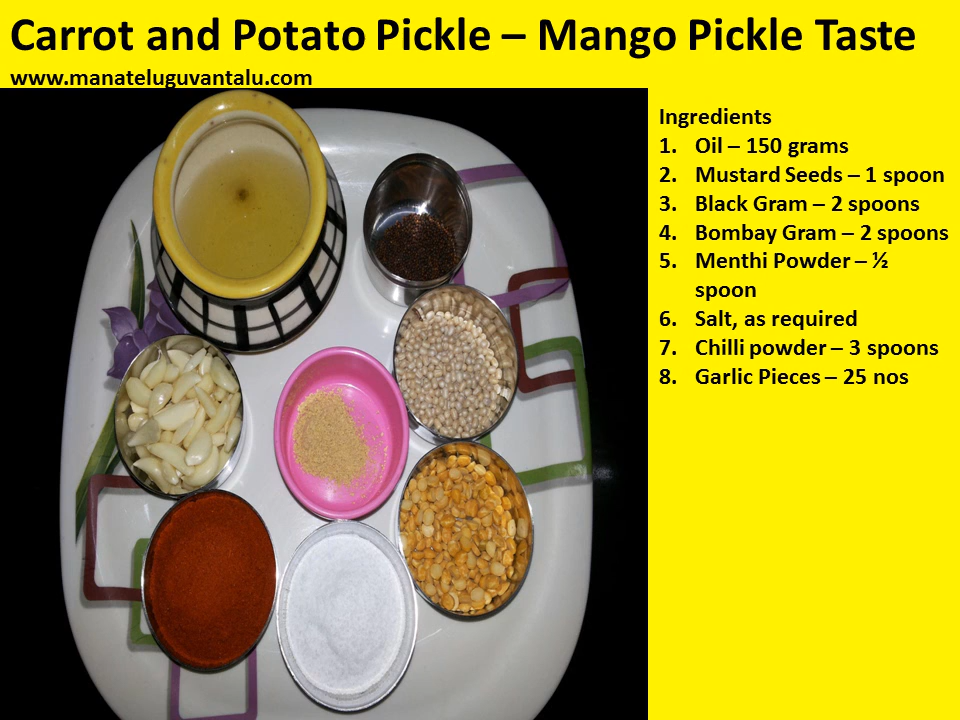 Carrot and Potato Pickle – Mango Pickle Taste
www.manateluguvantalu.com
Ingredients
1. Oil – 150 grams
2. Mustard Seeds – 1 spoon
3. Black Gram – 2 spoons
4. Bombay Gram – 2 spoons
5. Menthi Powder – ½
spoon
6. Salt, as required
7. Chilli powder – 3 spoons
8. Garlic Pieces – 25 nos